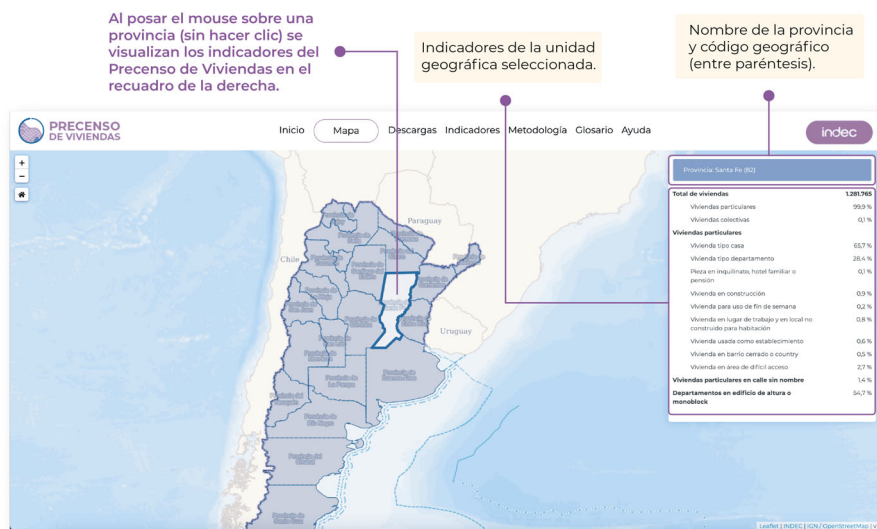 Al posar el mouse sobre una
provincia (sin hacer clic) se
visualizan los indicadores del
Precenso de Viviendas en el
recuadro de la derecha.
Indicadores de la unidad
geográfica seleccionada.
Nombre de la provincia
y código geográfico
(entre paréntesis).
PRECENSO
DE VIVIENDAS
Inicio Mapa Descargas Indicadores Metodología Glosario Ayuda
indec
+
−
Provincia: Santa Fe (82)
Total de viviendas 1.281.765
Viviendas particulares 99,9 %
Viviendas colectivas 0,1 %
Viviendas particulares
Vivienda tipo casa 65,7 %
Vivienda tipo departamento 28,4 %
Pieza en inquilinato, hotel familiar o
pensión 0,1 %
Vivienda en construcción 0,9 %
Vivienda para uso de fin de semana 0,2 %
Vivienda en lugar de trabajo y en local no
construido para habitación 0,8 %
Vivienda usada como establecimiento 0,6 %
Vivienda en barrio cerrado o country 0,5 %
Vivienda en área de difícil acceso 2,7 %
Viviendas particulares en calle sin nombre 1,4 %
Departamentos en edificio de altura o
monoblock 54,7 %
Paraguay
Chile
Uruguay
Provincia de
La Pampa
Provincia de
Río Negro
Leaflet | INDEC | IGN / OpenStreetMap | v